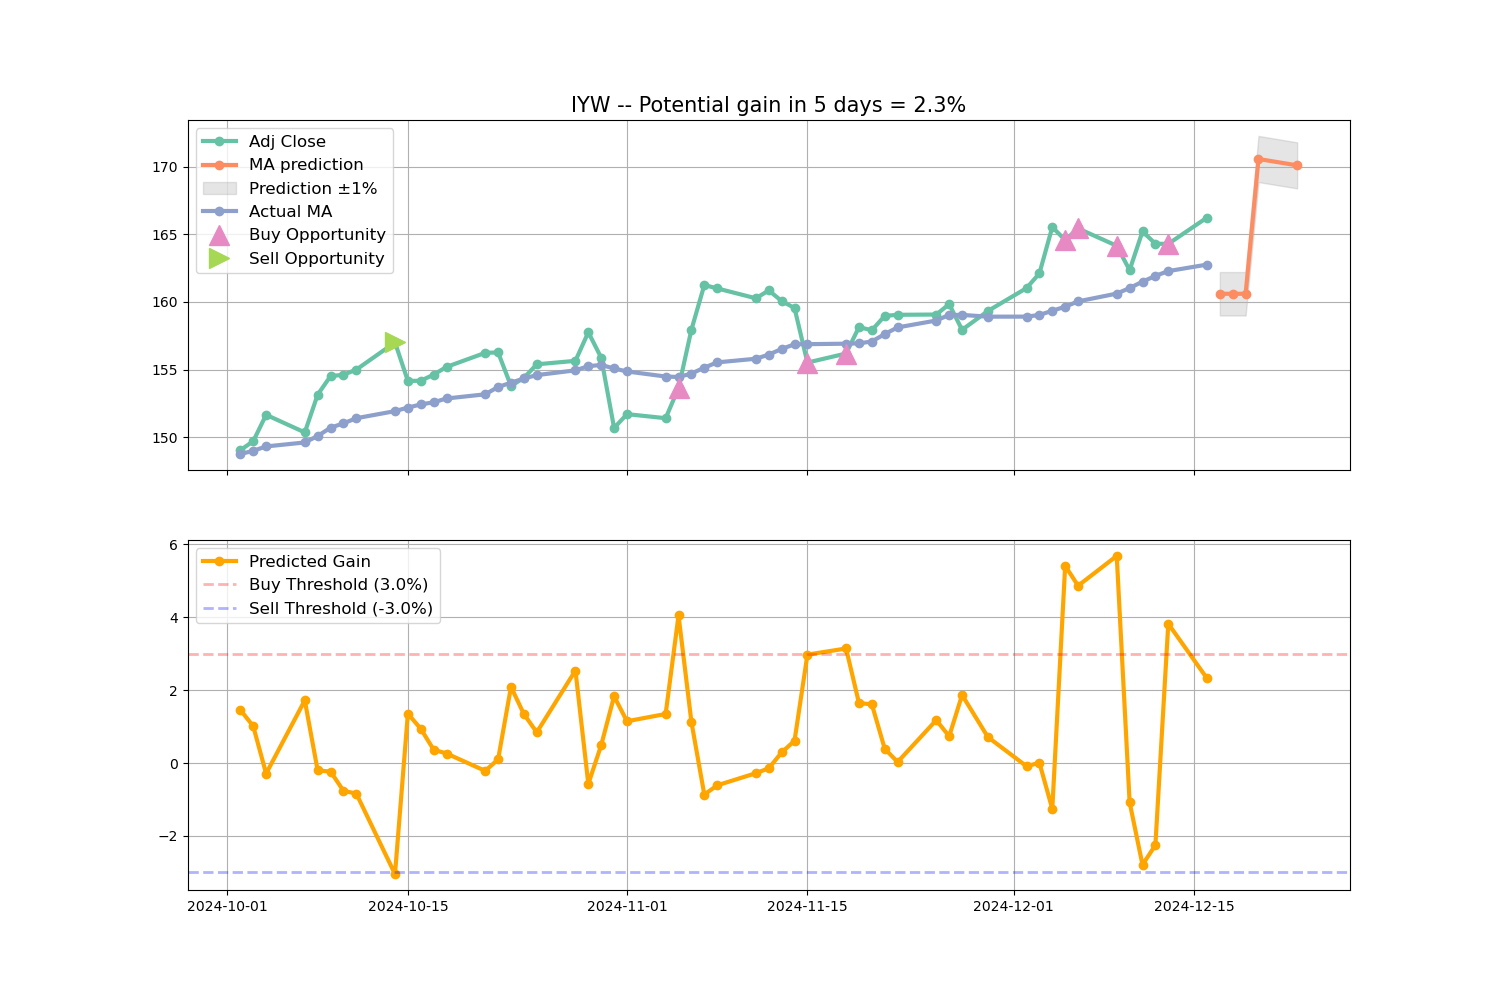 IYW -- Potential gain in 5 days = 2.3%
Adj Close
MA prediction
Prediction ±1%
Actual MA
Buy Opportunity
Sell Opportunity
170
165
160
155
150
Predicted Gain
Buy Threshold (3.0%)
Sell Threshold (-3.0%)
6
4
2
0
−2
2024-10-01 2024-10-15 2024-11-01 2024-11-15 2024-12-01 2024-12-15